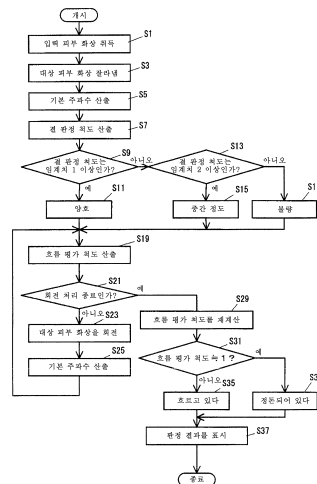 개시
S1
입력 피부 화상 취득
S3
대상 피부 화상 잘라냄
S5
기본 주파수 산출
S7
결 판정 척도 산출
S9
결 판정 척도는
임계치 1 이상인가?
아니오
S13
결 판정 척도는
임계치 2 이상인가?
아니오
예
S11
양호
예
S15
중간 정도
S1
불량
S19
흐름 평가 척도 산출
S21
회전 처리 종료인가?
예
아니오
S23
대상 피부 화상을 회전
S25
기본 주파수 산출
S29
흐름 평가 척도를 재계산
S31
흐름 평가 척도 ≒ 1?
예
아니오
S35
흐르고 있다
S3
정돈되어 있다
S37
판정 결과를 표시
종료